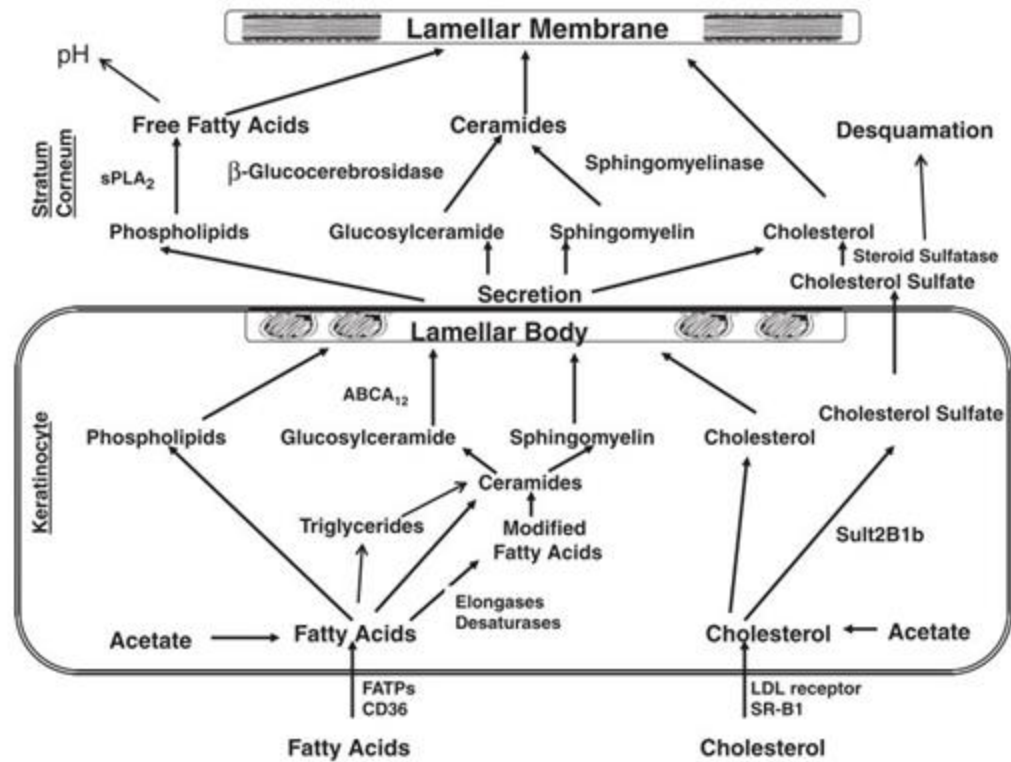 Lamellar Membrane
pH
Free Fatty Acids
Ceramides
Desquamation
Stratum
Corneum
sPLA₂
β-Glucocerebrosidase
Sphingomyelinase
Phospholipids
Glucosylceramide
Sphingomyelin
Cholesterol
Steroid Sulfatase
Cholesterol Sulfate
Secretion
Lamellar Body
ABCA₁₂
Keratinocyte
Phospholipids
Glucosylceramide
Sphingomyelin
Cholesterol
Cholesterol Sulfate
Ceramides
Triglycerides
Modified
Fatty Acids
Sult2B1b
Elongases
Desaturases
Acetate
Fatty Acids
Cholesterol
Acetate
FATPs
CD36
LDL receptor
SR-B1
Fatty Acids
Cholesterol